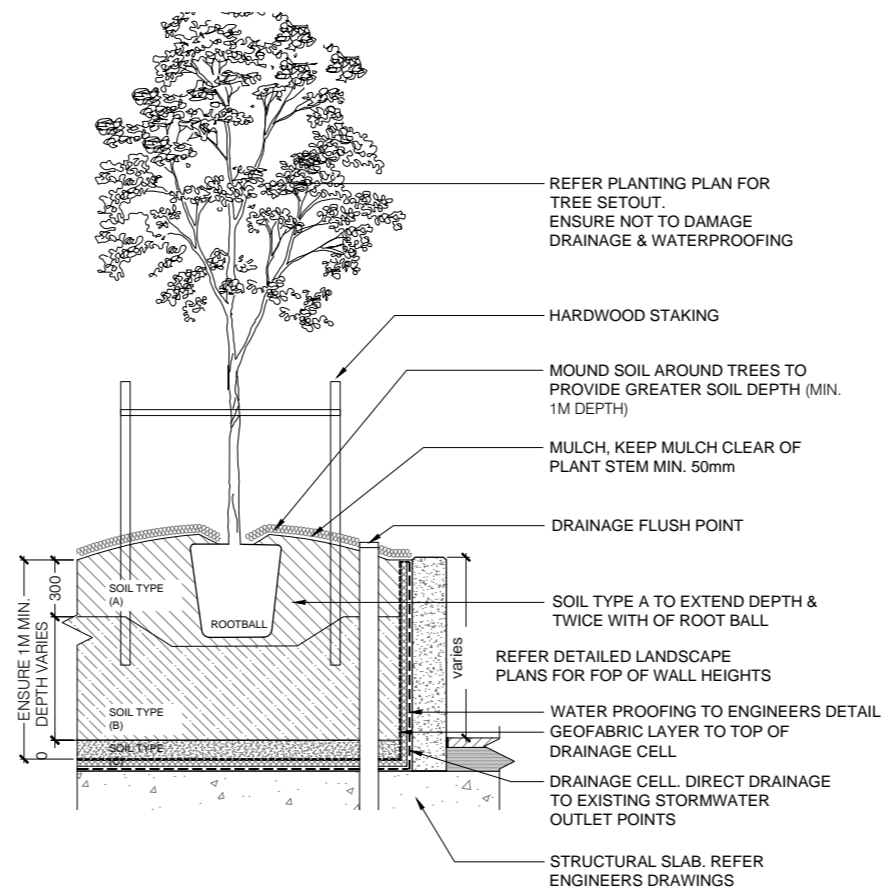 REFER PLANTING PLAN FOR
TREE SETOUT.
ENSURE NOT TO DAMAGE
DRAINAGE & WATERPROOFING
HARDWOOD STAKING
MOUND SOIL AROUND TREES TO
PROVIDE GREATER SOIL DEPTH (MIN.
1M DEPTH)
MULCH, KEEP MULCH CLEAR OF
PLANT STEM MIN. 50mm
DRAINAGE FLUSH POINT
SOIL TYPE A TO EXTEND DEPTH &
TWICE WITH OF ROOT BALL
REFER DETAILED LANDSCAPE
PLANS FOR FOP OF WALL HEIGHTS
WATER PROOFING TO ENGINEERS DETAIL
GEOFABRIC LAYER TO TOP OF
DRAINAGE CELL
DRAINAGE CELL. DIRECT DRAINAGE
TO EXISTING STORMWATER
OUTLET POINTS
STRUCTURAL SLAB. REFER
ENGINEERS DRAWINGS
ENSURE 1M MIN.
DEPTH VARIES
300
0
SOIL TYPE
(A)
ROOTBALL
SOIL TYPE
(B)
SOIL TYPE
(C)
varies